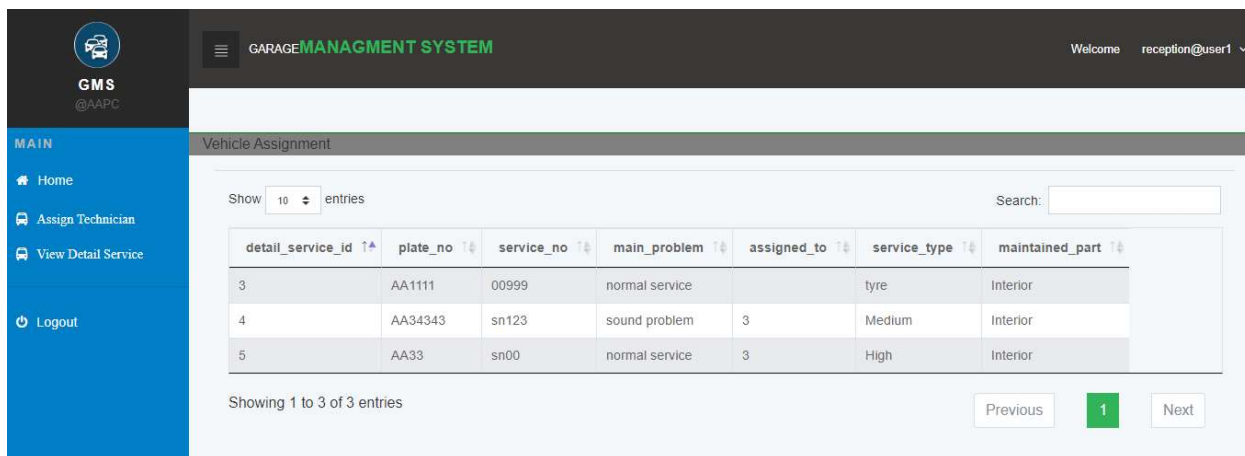 GMS
@AAPC
GARAGEMANAGMENT SYSTEM
Welcome reception@user1
MAIN
Home
Assign Technician
View Detail Service
Logout
Vehicle Assignment
Show 10 entries
Search:
detail_service_id plate_no service_no main_problem assigned_to service_type maintained_part
3 AA1111 00999 normal service tyre Interior
4 AA34343 sn123 sound problem 3 Medium Interior
5 AA33 sn00 normal service 3 High Interior
Showing 1 to 3 of 3 entries
Previous 1 Next